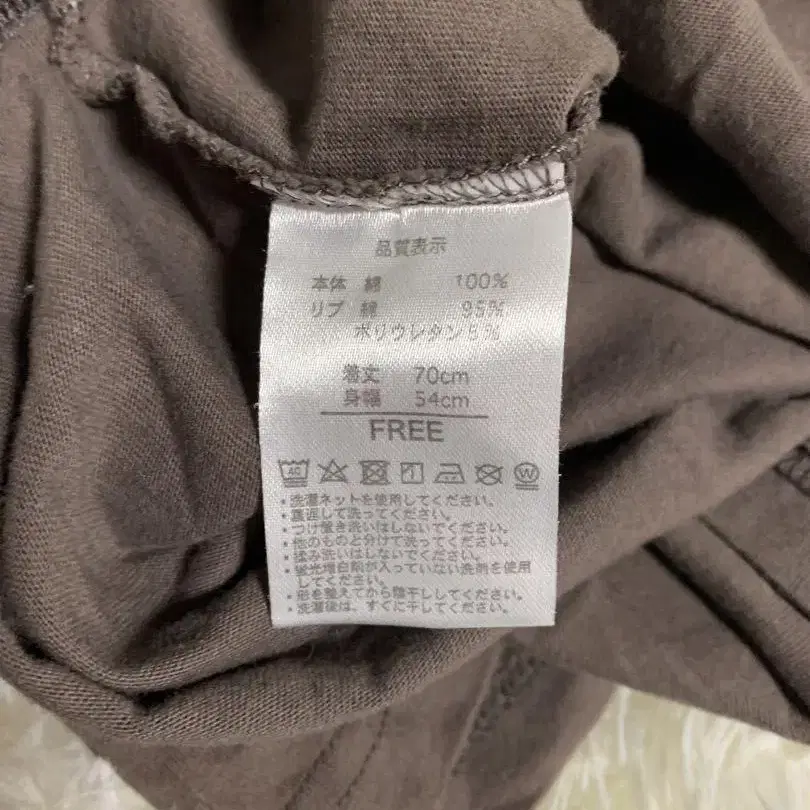 品質表示
本体 綿 100%
リブ 綿 95%
ポリウレタン5%
着丈 70cm
身幅 54cm
FREE
40 W
・洗濯ネットを使用してください。
・裏返して洗ってください。
・つけ置き洗いはしないでください。
・他のものと分けて洗ってください。
・揉み洗いはしないでください。
・蛍光増白剤が入っていない洗剤を使用
してください。
・形を整えてから陰干ししてください。
・洗濯後は、すぐに干してください。